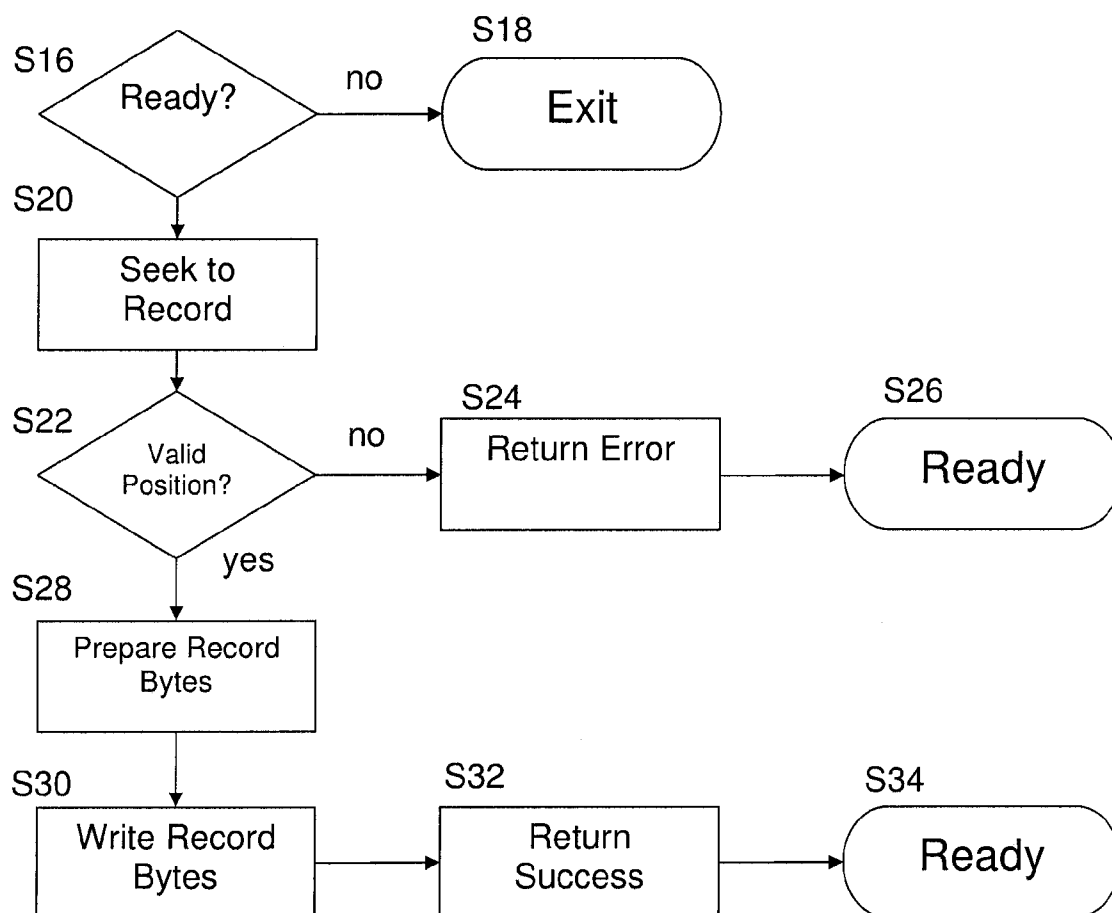 S16
Ready?
no
S18
Exit
S20
Seek to
Record
S22
Valid
Position?
no
S24
Return Error
S26
Ready
yes
S28
Prepare Record
Bytes
S30
Write Record
Bytes
S32
Return
Success
S34
Ready